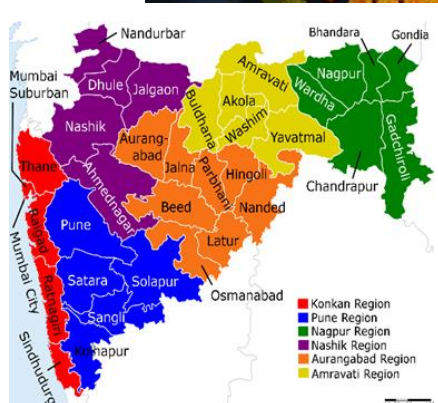 Nandurbar
Bhandara
Gondia
Mumbai
Suburban
Dhule
Jalgaon
Amravati
Nagpur
Buldhana
Akola
Wardha
Nashik
Washim
Aurang-
abad
Yavatmal
Gadchiroli
Thane
Jalna
Parbhani
Hingoli
Ahmednagar
Chandrapur
Beed
Nanded
Pune
Raigad
Mumbai City
Latur
Satara
Solapur
Osmanabad
Ratnagiri
Sangli
Sindhudurg
Kolhapur
Konkan Region
Pune Region
Nagpur Region
Nashik Region
Aurangabad Region
Amravati Region